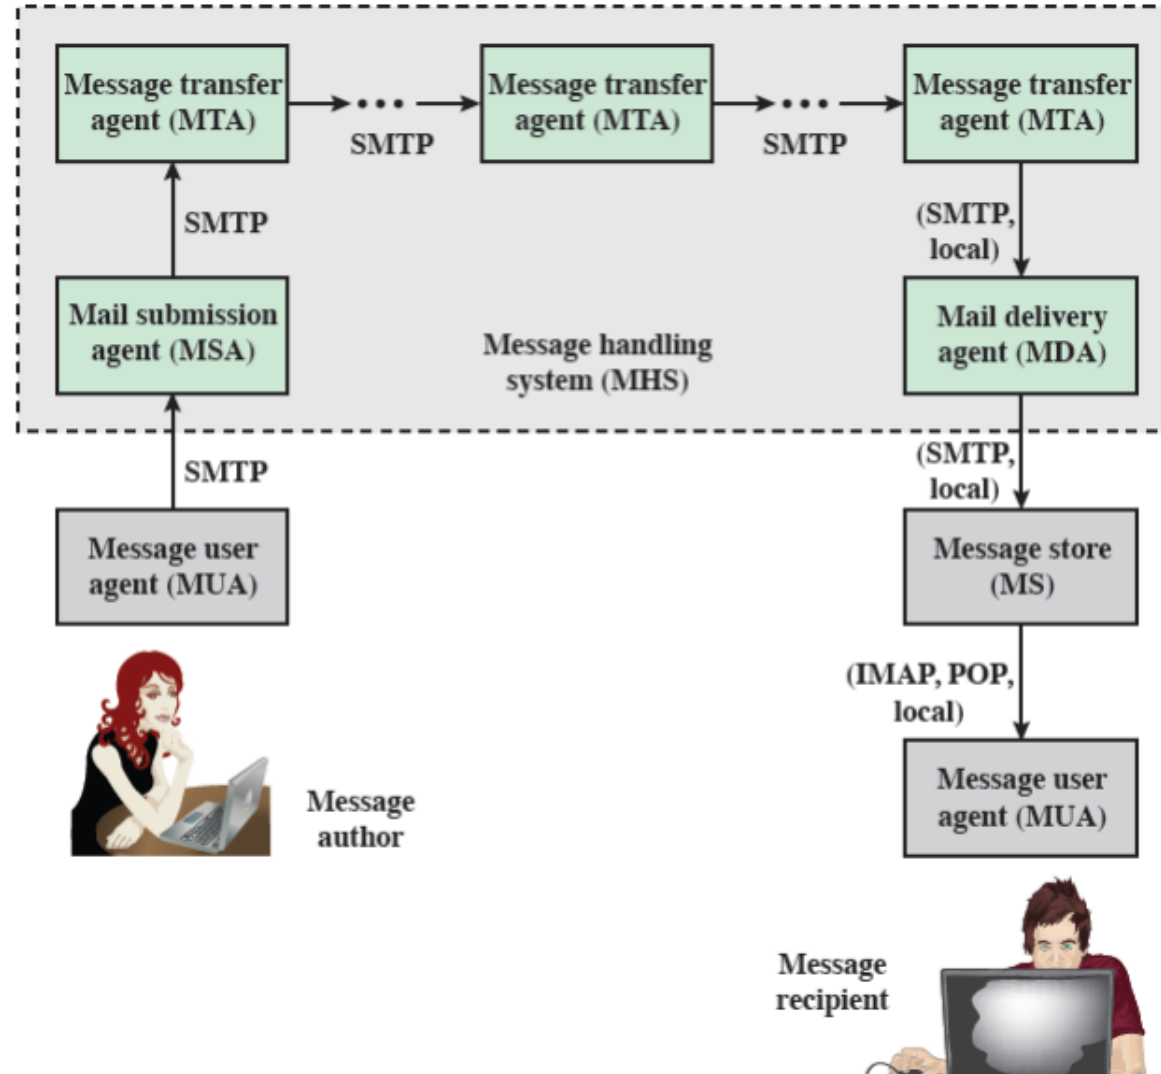 Message transfer
agent (MTA)
SMTP
Message transfer
agent (MTA)
SMTP
Message transfer
agent (MTA)
SMTP
(SMTP,
local)
Mail submission
agent (MSA)
Message handling
system (MHS)
Mail delivery
agent (MDA)
SMTP
(SMTP,
local)
Message user
agent (MUA)
Message store
(MS)
(IMAP, POP,
local)
Message
author
Message user
agent (MUA)
Message
recipient